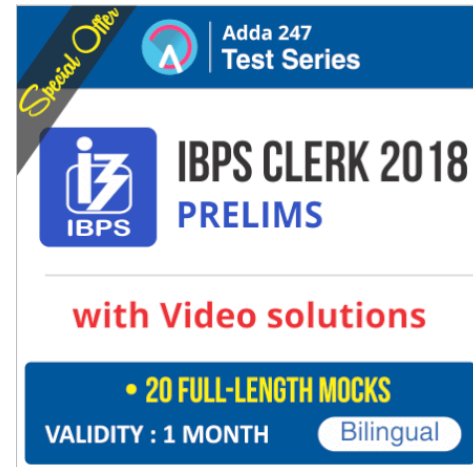 Special Offer
Adda 247
Test Series
IBPS
IBPS CLERK 2018
PRELIMS
with Video solutions
• 20 FULL-LENGTH MOCKS
VALIDITY : 1 MONTH
Bilingual